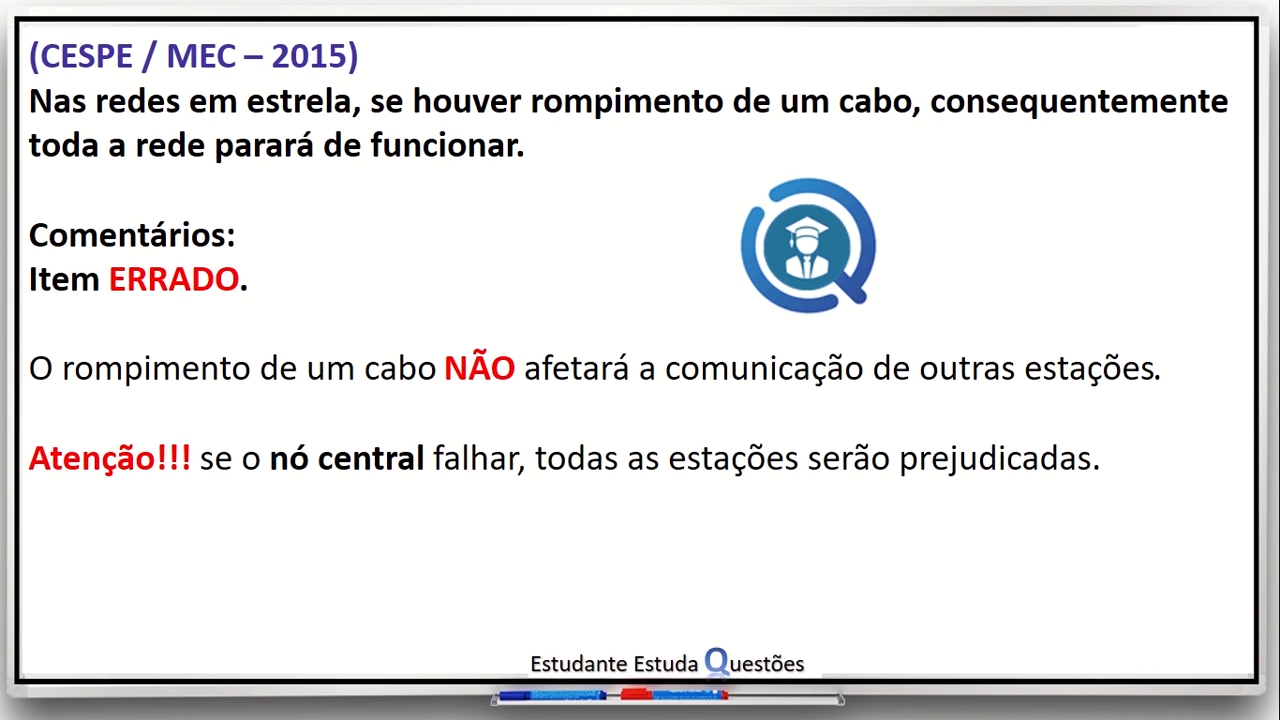 (CESPE / MEC – 2015)
Nas redes em estrela, se houver rompimento de um cabo, consequentemente
toda a rede parará de funcionar.
Comentários:
Item ERRADO.
O rompimento de um cabo NÃO afetará a comunicação de outras estações.
Atenção!!! se o nó central falhar, todas as estações serão prejudicadas.
Estudante Estuda Questões